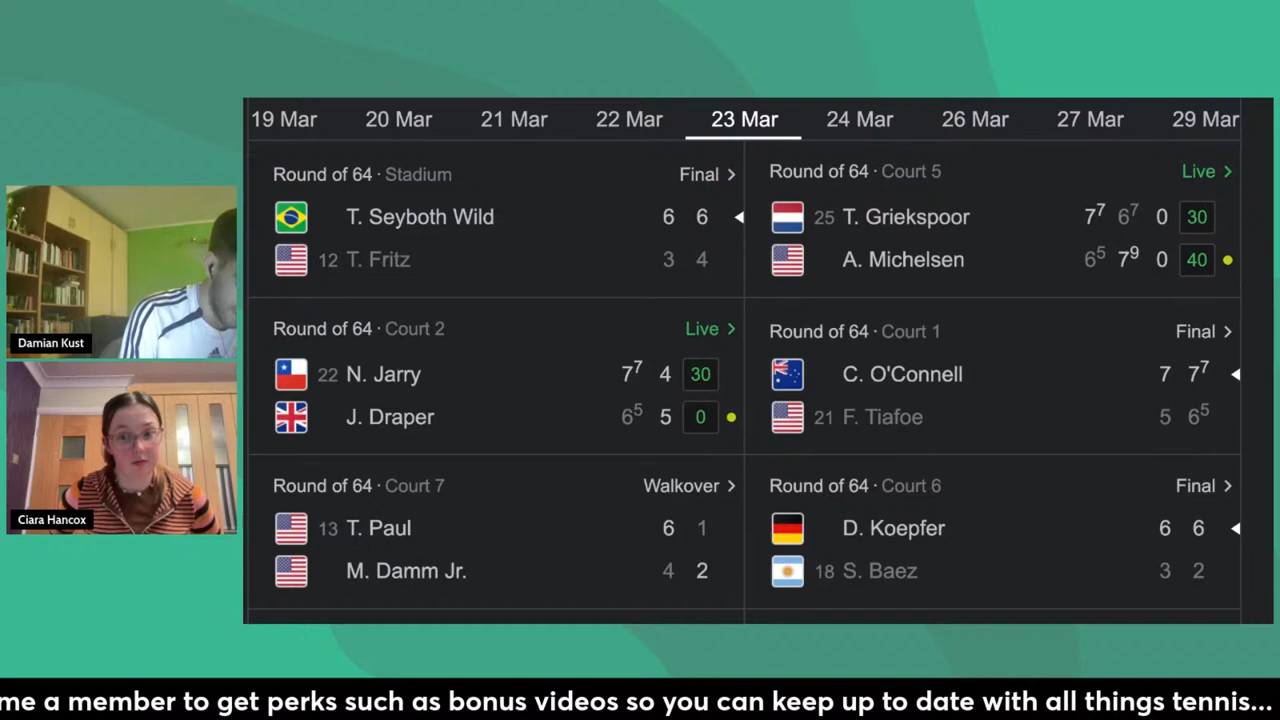 19 Mar 20 Mar 21 Mar 22 Mar 23 Mar 24 Mar 26 Mar 27 Mar 29 Mar
Round of 64 · Stadium Final
T. Seyboth Wild 6 6
12 T. Fritz 3 4
Round of 64 · Court 5 Live
25 T. Griekspoor 7⁷ 6⁷ 0 30
A. Michelsen 6⁵ 7⁹ 0 40
Round of 64 · Court 2 Live
22 N. Jarry 7⁷ 4 30
J. Draper 6⁵ 5 0
Round of 64 · Court 1 Final
C. O'Connell 7 7⁷
21 F. Tiafoe 5 6⁵
Round of 64 · Court 7 Walkover
13 T. Paul 6 1
M. Damm Jr. 4 2
Round of 64 · Court 6 Final
D. Koepfer 6 6
18 S. Baez 3 2
Damian Kust
Ciara Hancox
me a member to get perks such as bonus videos so you can keep up to date with all things tennis...